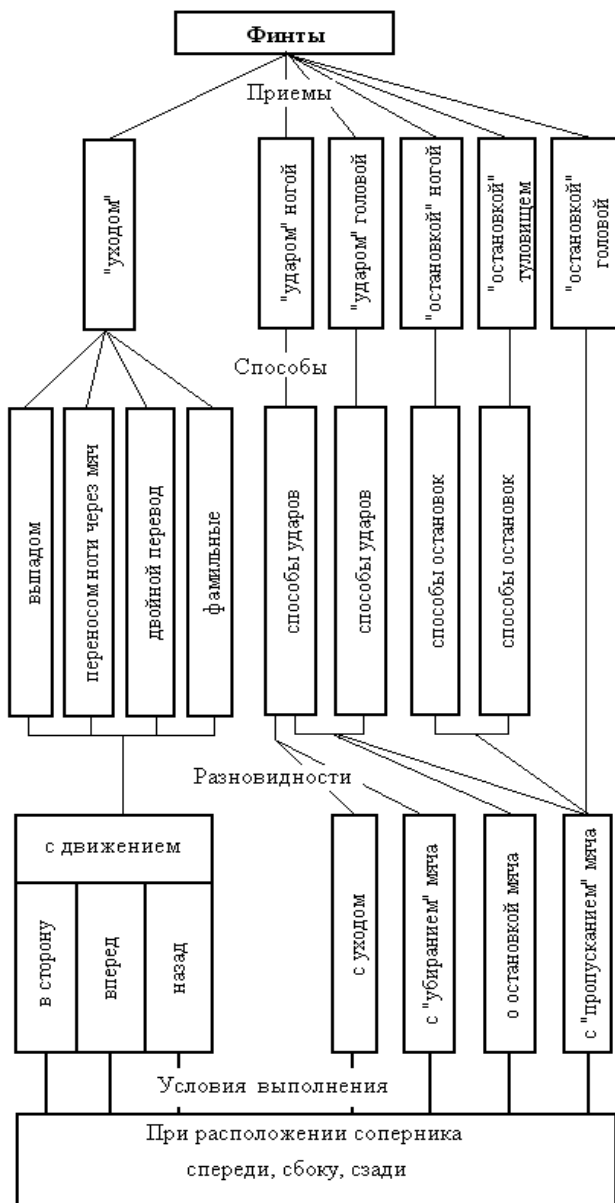 Финты
Приемы
"уходом"
"ударом" ногой
"ударом" головой
"остановкой" ногой
"остановкой"
туловищем
"остановкой"
головой
Способы
выпадом
переносом ноги через мяч
двойной перевод
фамильные
способы ударов
способы ударов
способы остановок
способы остановок
Разновидности
с движением
в сторону
вперед
назад
с уходом
с "убиранием" мяча
о остановкой мяча
с "пропусканием" мяча
Условия выполнения
При расположении соперника
спереди, сбоку, сзади